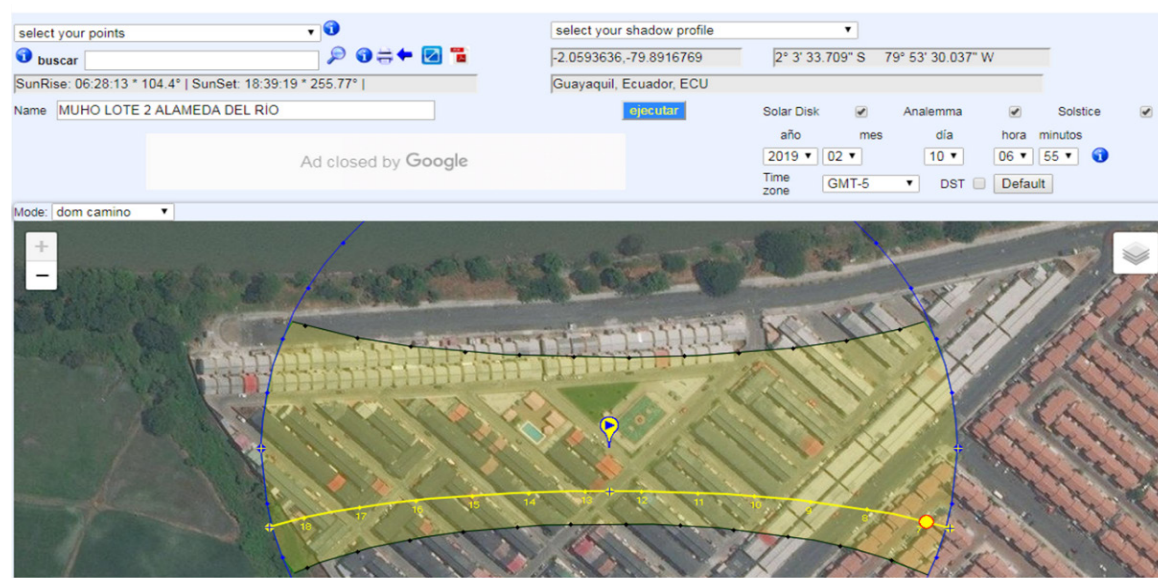 select your points
select your shadow profile
buscar
-2.0593636,-79.8916769
2° 3' 33.709" S 79° 53' 30.037" W
SunRise: 06:28:13 * 104.4° | SunSet: 18:39:19 * 255.77° |
Guayaquil, Ecuador, ECU
Name MUHO LOTE 2 ALAMEDA DEL RÍO
ejecutar
Solar Disk Analemma Solstice
año mes día hora minutos
2019 02 10 06 55
Ad closed by Google
Time zone GMT-5 DST Default
Mode: dom camino
+
−
18 17 16 15 14 13 12 11 10 9 8